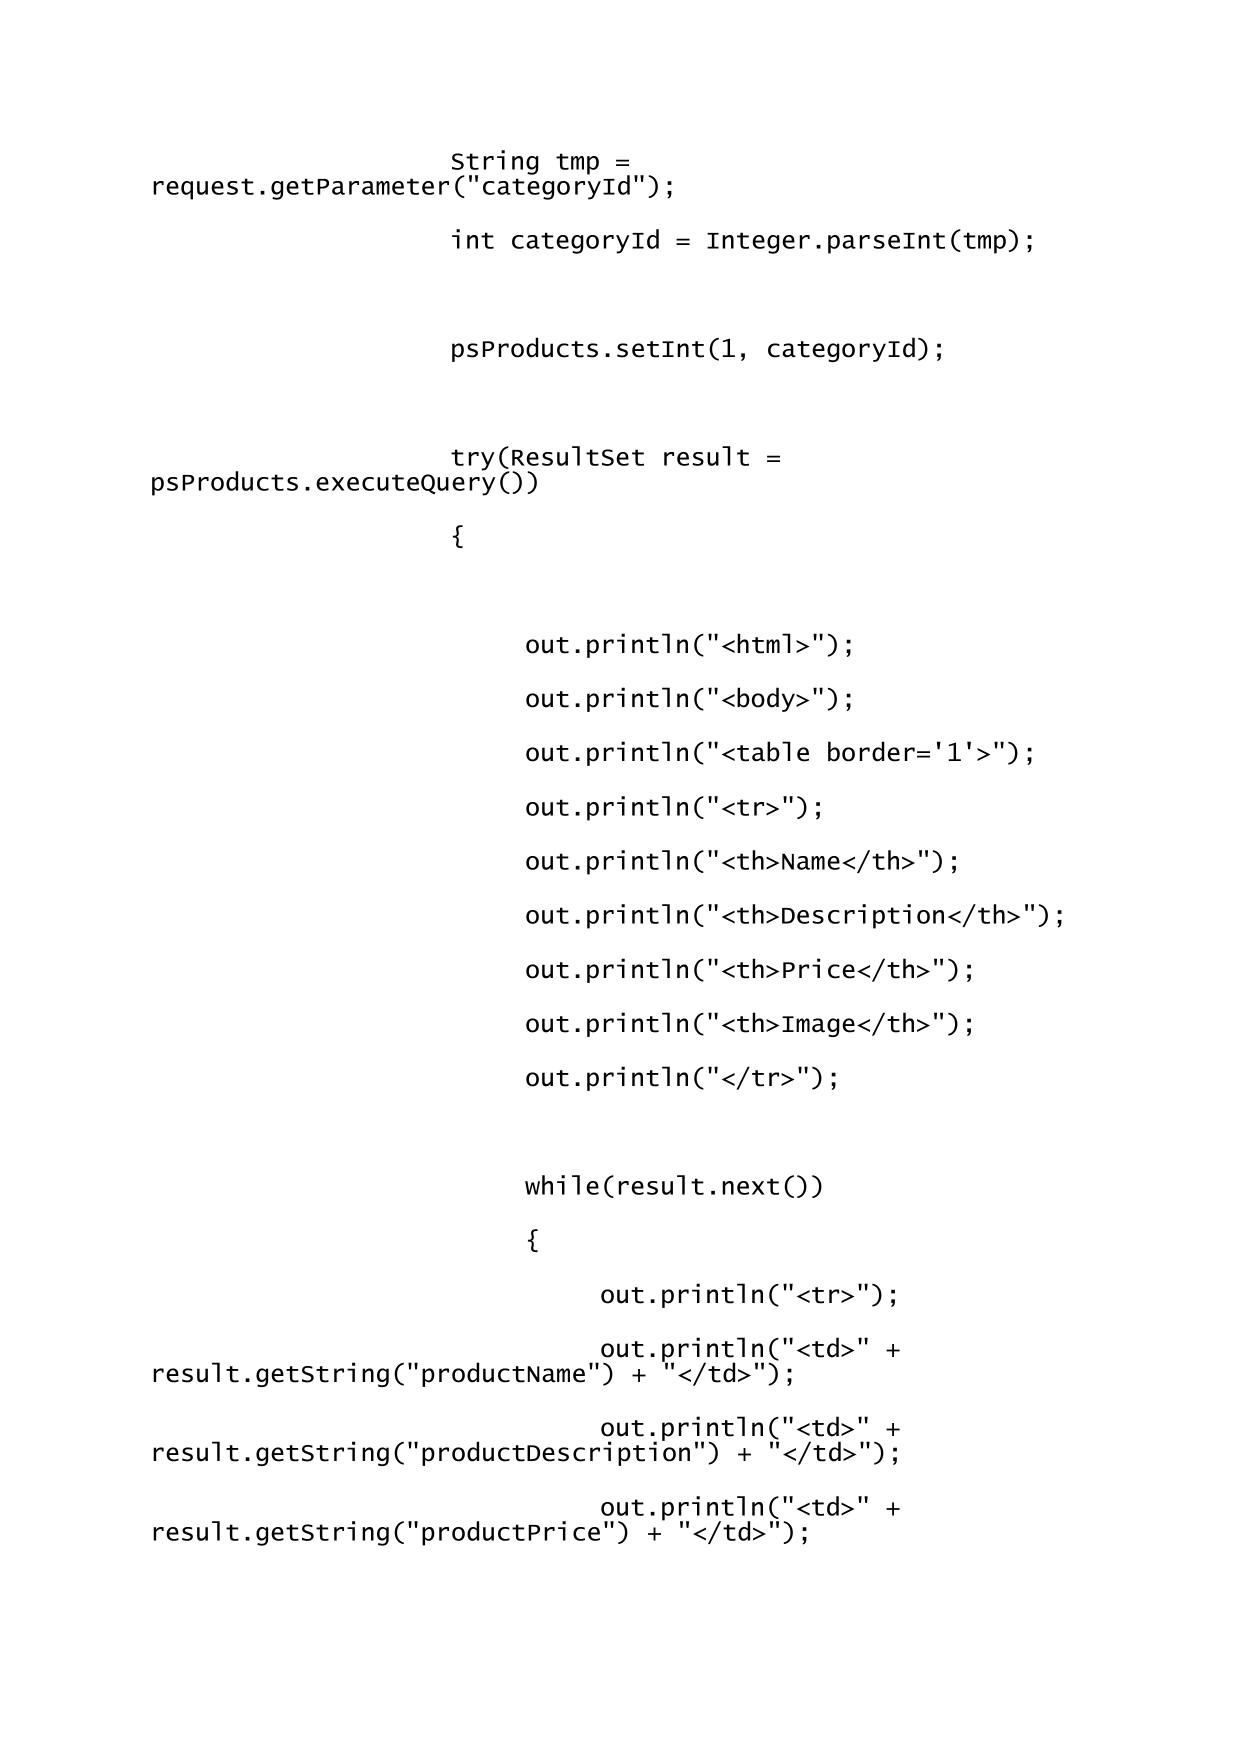 String tmp =
request.getParameter("categoryId");
int categoryId = Integer.parseInt(tmp);
psProducts.setInt(1, categoryId);
try(ResultSet result =
psProducts.executeQuery())
{
out.println("<html>");
out.println("<body>");
out.println("<table border='1'>");
out.println("<tr>");
out.println("<th>Name</th>");
out.println("<th>Description</th>");
out.println("<th>Price</th>");
out.println("<th>Image</th>");
out.println("</tr>");
while(result.next())
{
out.println("<tr>");
out.println("<td>" +
result.getString("productName") + "</td>");
out.println("<td>" +
result.getString("productDescription") + "</td>");
out.println("<td>" +
result.getString("productPrice") + "</td>");